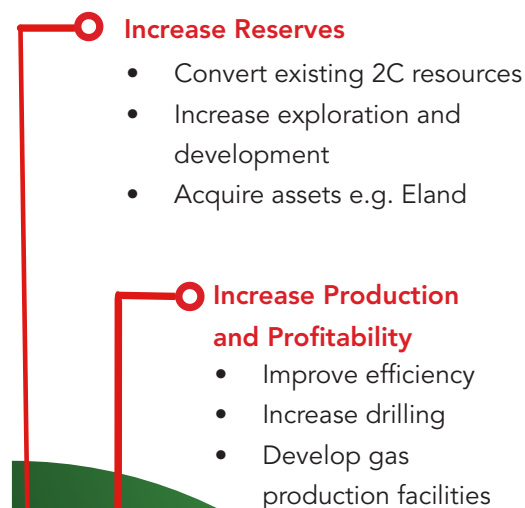 Increase Reserves
• Convert existing 2C resources
• Increase exploration and
development
• Acquire assets e.g. Eland
Increase Production
and Profitability
• Improve efficiency
• Increase drilling
• Develop gas
production facilities